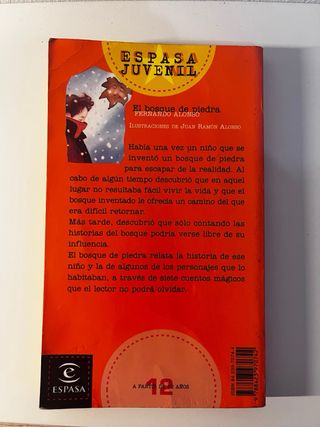 ESPASA
JUVENIL
El bosque de piedra
FERNANDO ALONSO
ILUSTRACIONES DE JUAN RAMÓN ALONSO
Había una vez un niño que se
inventó un bosque de piedra
para escapar de la realidad. Al
cabo de algún tiempo descubrió que en aquel
lugar no resultaba fácil vivir la vida y que el
bosque inventado le ofrecía un camino del que
era difícil retornar.
Más tarde, descubrió que sólo contando las
historias del bosque podría verse libre de su
influencia.
El bosque de piedra relata la historia de ese
niño y la de algunos de los personajes que lo
habitaban, a través de siete cuentos mágicos
que el lector no podrá olvidar.
ESPASA
12
A PARTIR DE 12 AÑOS